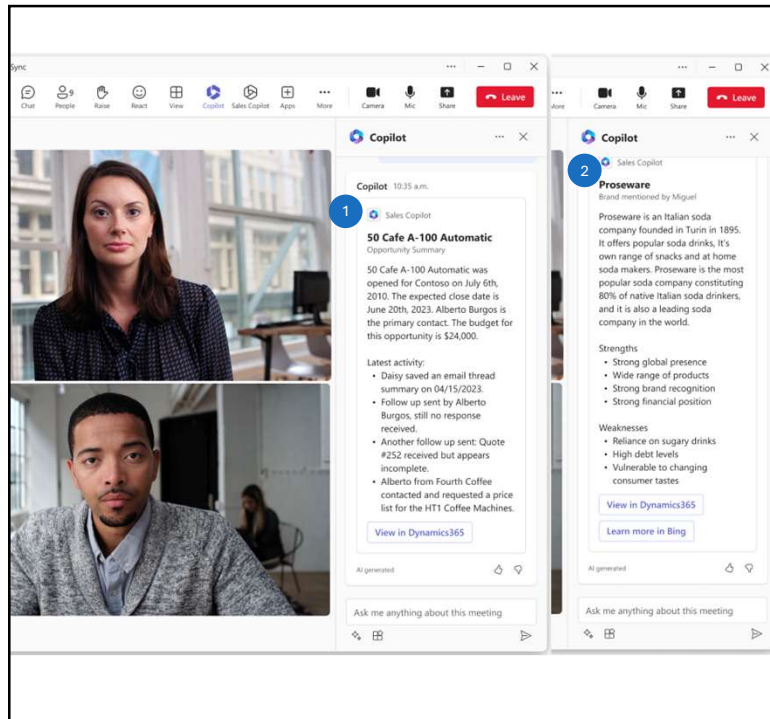 Sync
Chat
9
People
Raise
React
View
Copilot
Sales Copilot
Apps
More
Camera
Mic
Share
Leave
Copilot
Copilot 10:35 a.m.
1
Sales Copilot
50 Cafe A-100 Automatic
Opportunity Summary
50 Cafe A-100 Automatic was
opened for Contoso on July 6th,
2010. The expected close date is
June 20th, 2023. Alberto Burgos is
the primary contact. The budget for
this opportunity is $24,000.
Latest activity:
• Daisy saved an email thread
summary on 04/15/2023.
• Follow up sent by Alberto
Burgos, still no response
received.
• Another follow up sent: Quote
#252 received but appears
incomplete.
• Alberto from Fourth Coffee
contacted and requested a price
list for the HT1 Coffee Machines.
View in Dynamics365
AI generated
Ask me anything about this meeting
More
Camera
Mic
Share
Leave
Copilot
2
Sales Copilot
Proseware
Brand mentioned by Miguel
Proseware is an Italian soda
company founded in Turin in 1895.
It offers popular soda drinks, It's
own range of snacks and at home
soda makers. Proseware is the most
popular soda company constituting
80% of native Italian soda drinkers,
and it is also a leading soda
company in the world.
Strengths
• Strong global presence
• Wide range of products
• Strong brand recognition
• Strong financial position
Weaknesses
• Reliance on sugary drinks
• High debt levels
• Vulnerable to changing
consumer tastes
View in Dynamics365
Learn more in Bing
AI generated
Ask me anything about this meeting